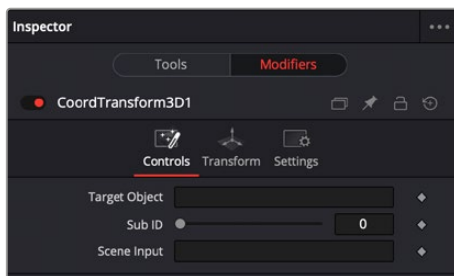 Inspector
Tools Modifiers
CoordTransform3D1
Controls Transform Settings
Target Object
Sub ID 0
Scene Input